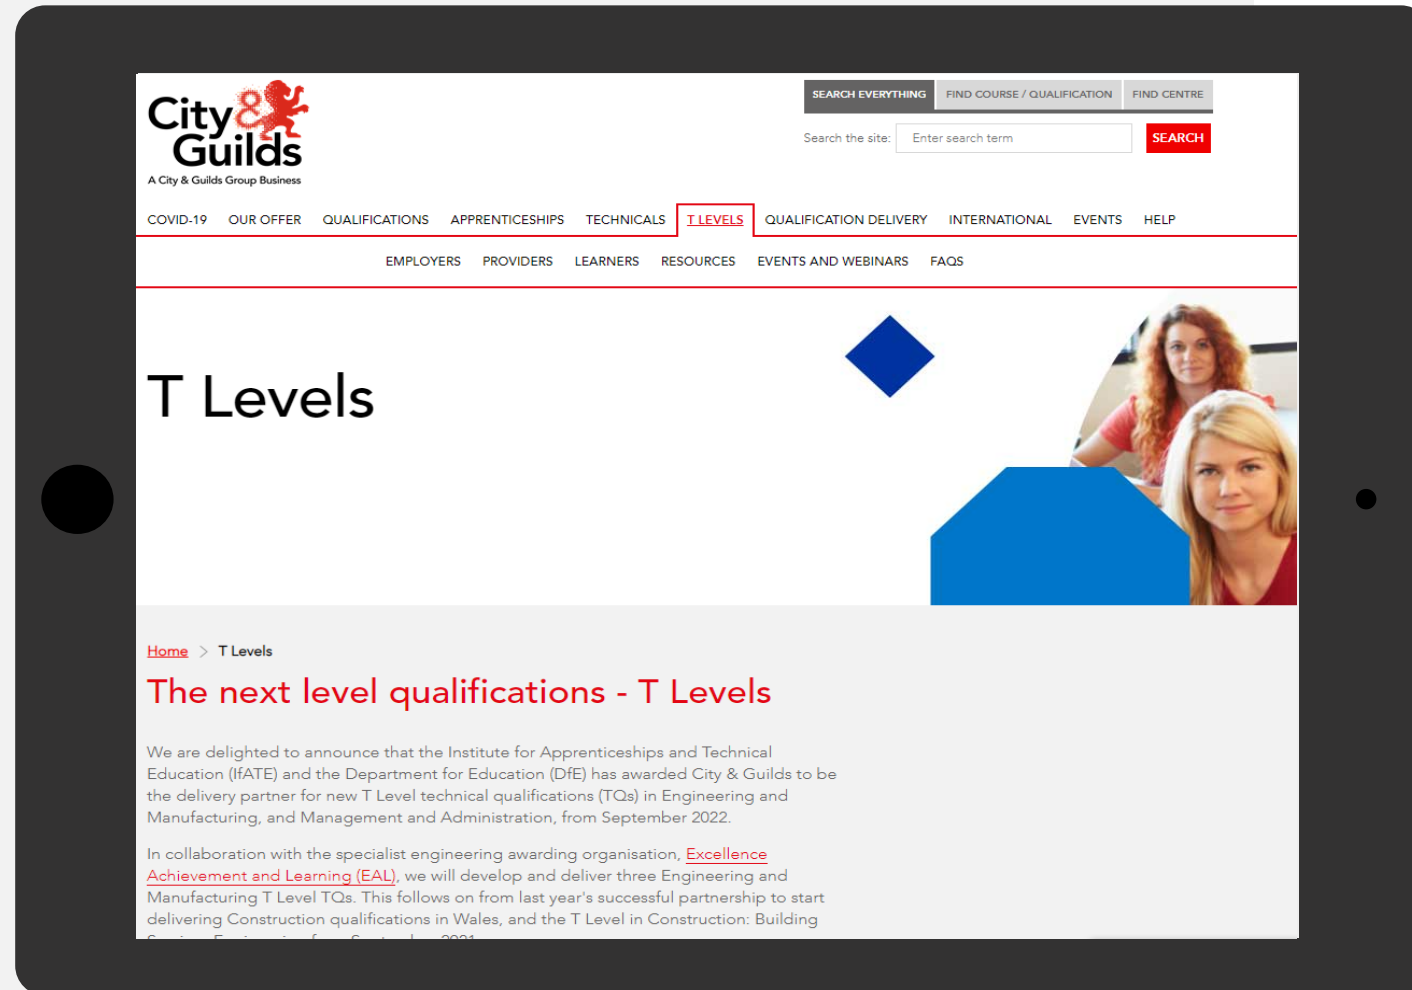 City&
Guilds
A City & Guilds Group Business
SEARCH EVERYTHING
FIND COURSE / QUALIFICATION
FIND CENTRE
Search the site:
Enter search term
SEARCH
COVID-19
OUR OFFER
QUALIFICATIONS
APPRENTICESHIPS
TECHNICALS
T LEVELS
QUALIFICATION DELIVERY
INTERNATIONAL
EVENTS
HELP
EMPLOYERS
PROVIDERS
LEARNERS
RESOURCES
EVENTS AND WEBINARS
FAQS
T Levels
Home > T Levels
The next level qualifications - T Levels
We are delighted to announce that the Institute for Apprenticeships and Technical
Education (IfATE) and the Department for Education (DfE) has awarded City & Guilds to be
the delivery partner for new T Level technical qualifications (TQs) in Engineering and
Manufacturing, and Management and Administration, from September 2022.
In collaboration with the specialist engineering awarding organisation, Excellence
Achievement and Learning (EAL), we will develop and deliver three Engineering and
Manufacturing T Level TQs. This follows on from last year's successful partnership to start
delivering Construction qualifications in Wales, and the T Level in Construction: Building